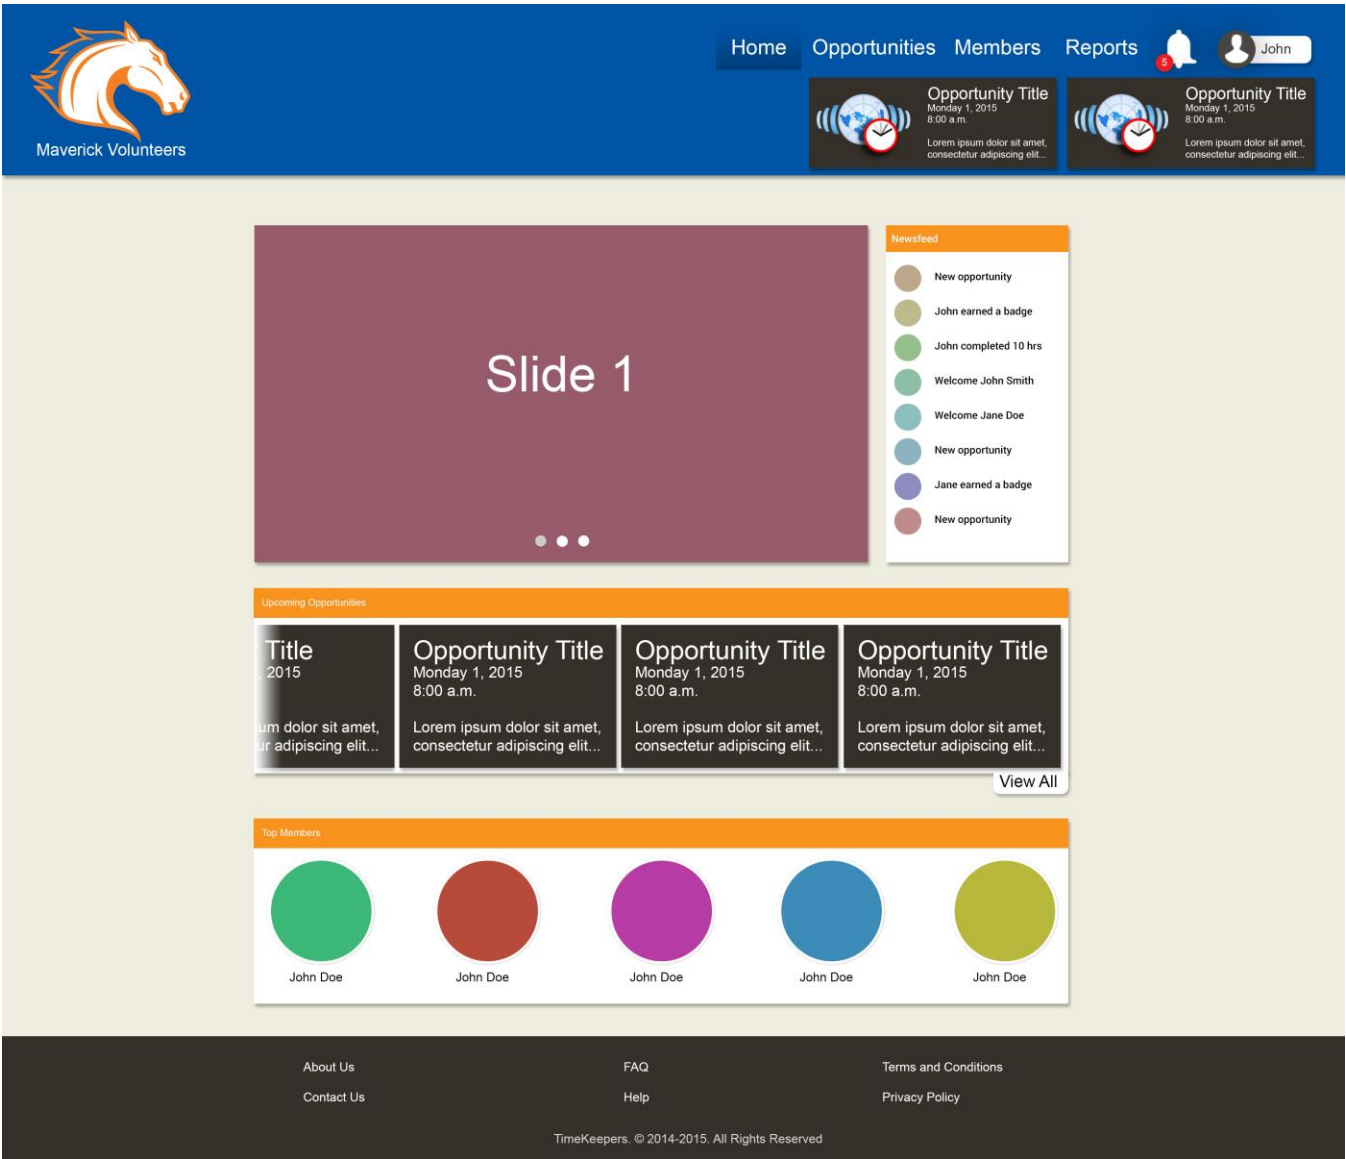 Home Opportunities Members Reports 5 John
Maverick Volunteers
Opportunity Title
Monday 1, 2015
8:00 a.m.
Lorem ipsum dolor sit amet,
consectetur adipiscing elit...
Opportunity Title
Monday 1, 2015
8:00 a.m.
Lorem ipsum dolor sit amet,
consectetur adipiscing elit...
Slide 1
Newsfeed
New opportunity
John earned a badge
John completed 10 hrs
Welcome John Smith
Welcome Jane Doe
New opportunity
Jane earned a badge
New opportunity
Upcoming Opportunities
Title
, 2015
um dolor sit amet,
ur adipiscing elit...
Opportunity Title
Monday 1, 2015
8:00 a.m.
Lorem ipsum dolor sit amet,
consectetur adipiscing elit...
Opportunity Title
Monday 1, 2015
8:00 a.m.
Lorem ipsum dolor sit amet,
consectetur adipiscing elit...
Opportunity Title
Monday 1, 2015
8:00 a.m.
Lorem ipsum dolor sit amet,
consectetur adipiscing elit...
View All
Top Members
John Doe
John Doe
John Doe
John Doe
John Doe
About Us FAQ Terms and Conditions
Contact Us Help Privacy Policy
TimeKeepers. © 2014-2015. All Rights Reserved